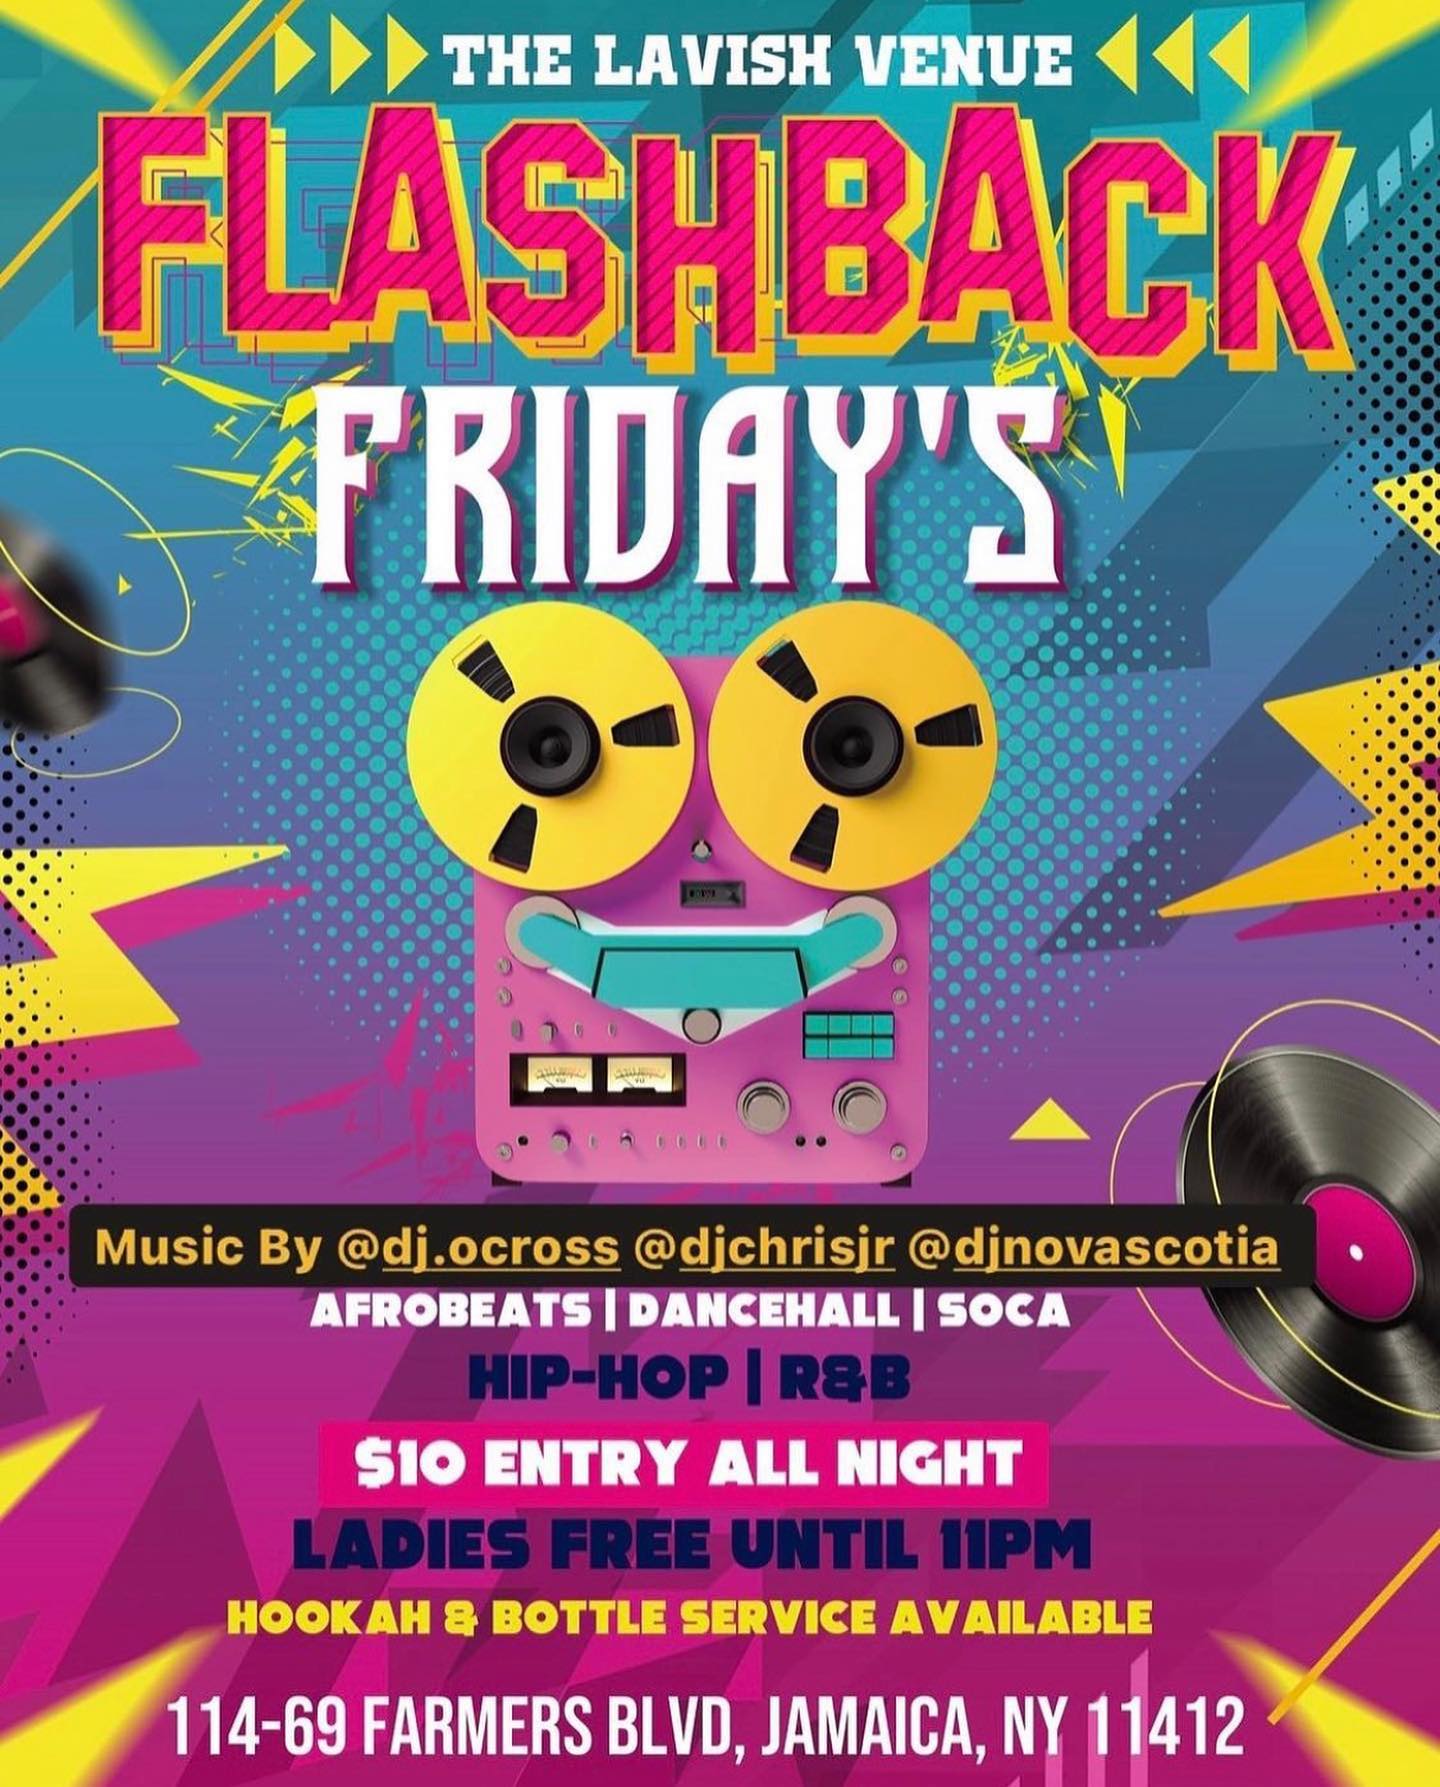 THE LAVISH VENUE
FLASHBACK
FRIDAY'S
Music By @dj.ocross @djchrisjr @djnovascotia
AFROBEATS | DANCEHALL | SOCA
HIP-HOP | R&B
$10 ENTRY ALL NIGHT
LADIES FREE UNTIL 11PM
HOOKAH & BOTTLE SERVICE AVAILABLE
114-69 FARMERS BLVD, JAMAICA, NY 11412